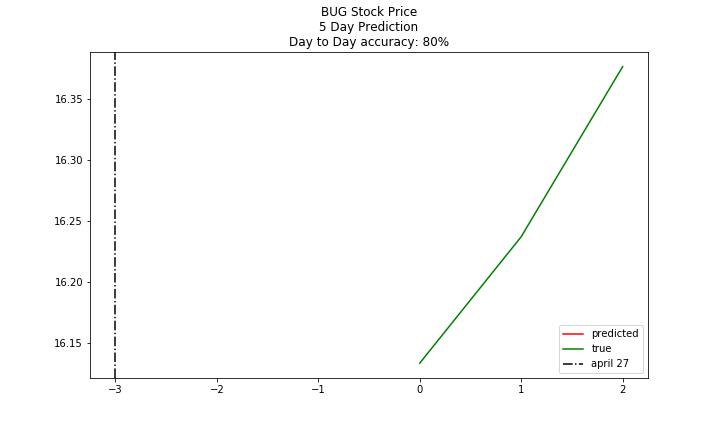 BUG Stock Price
5 Day Prediction
Day to Day accuracy: 80%
16.35
16.30
16.25
16.20
16.15
−3
−2
−1
0
1
2
predicted
true
april 27